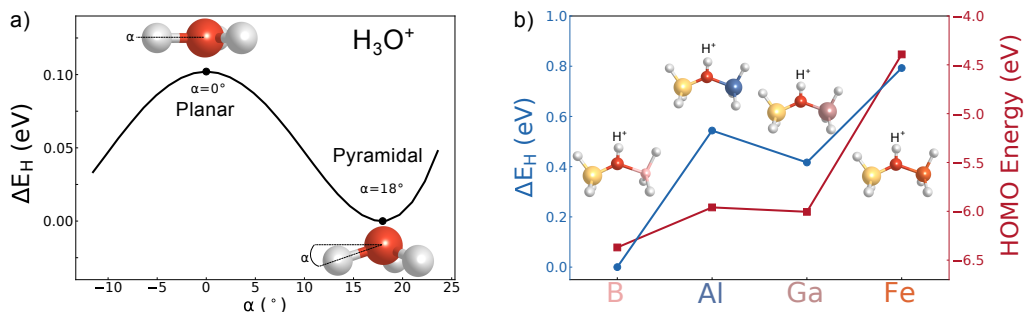 a)
H₃O⁺
α
α=0°
Planar
Pyramidal
α=18°
α
ΔE_H (eV)
0.10
0.05
0.00
−10 −5 0 5 10 15 20 25
α (°)
b)
ΔE_H (eV)
1.0
0.8
0.6
0.4
0.2
0.0
H⁺
H⁺
H⁺
H⁺
B Al Ga Fe
−4.0
−4.5
−5.0
−5.5
−6.0
−6.5
HOMO Energy (eV)